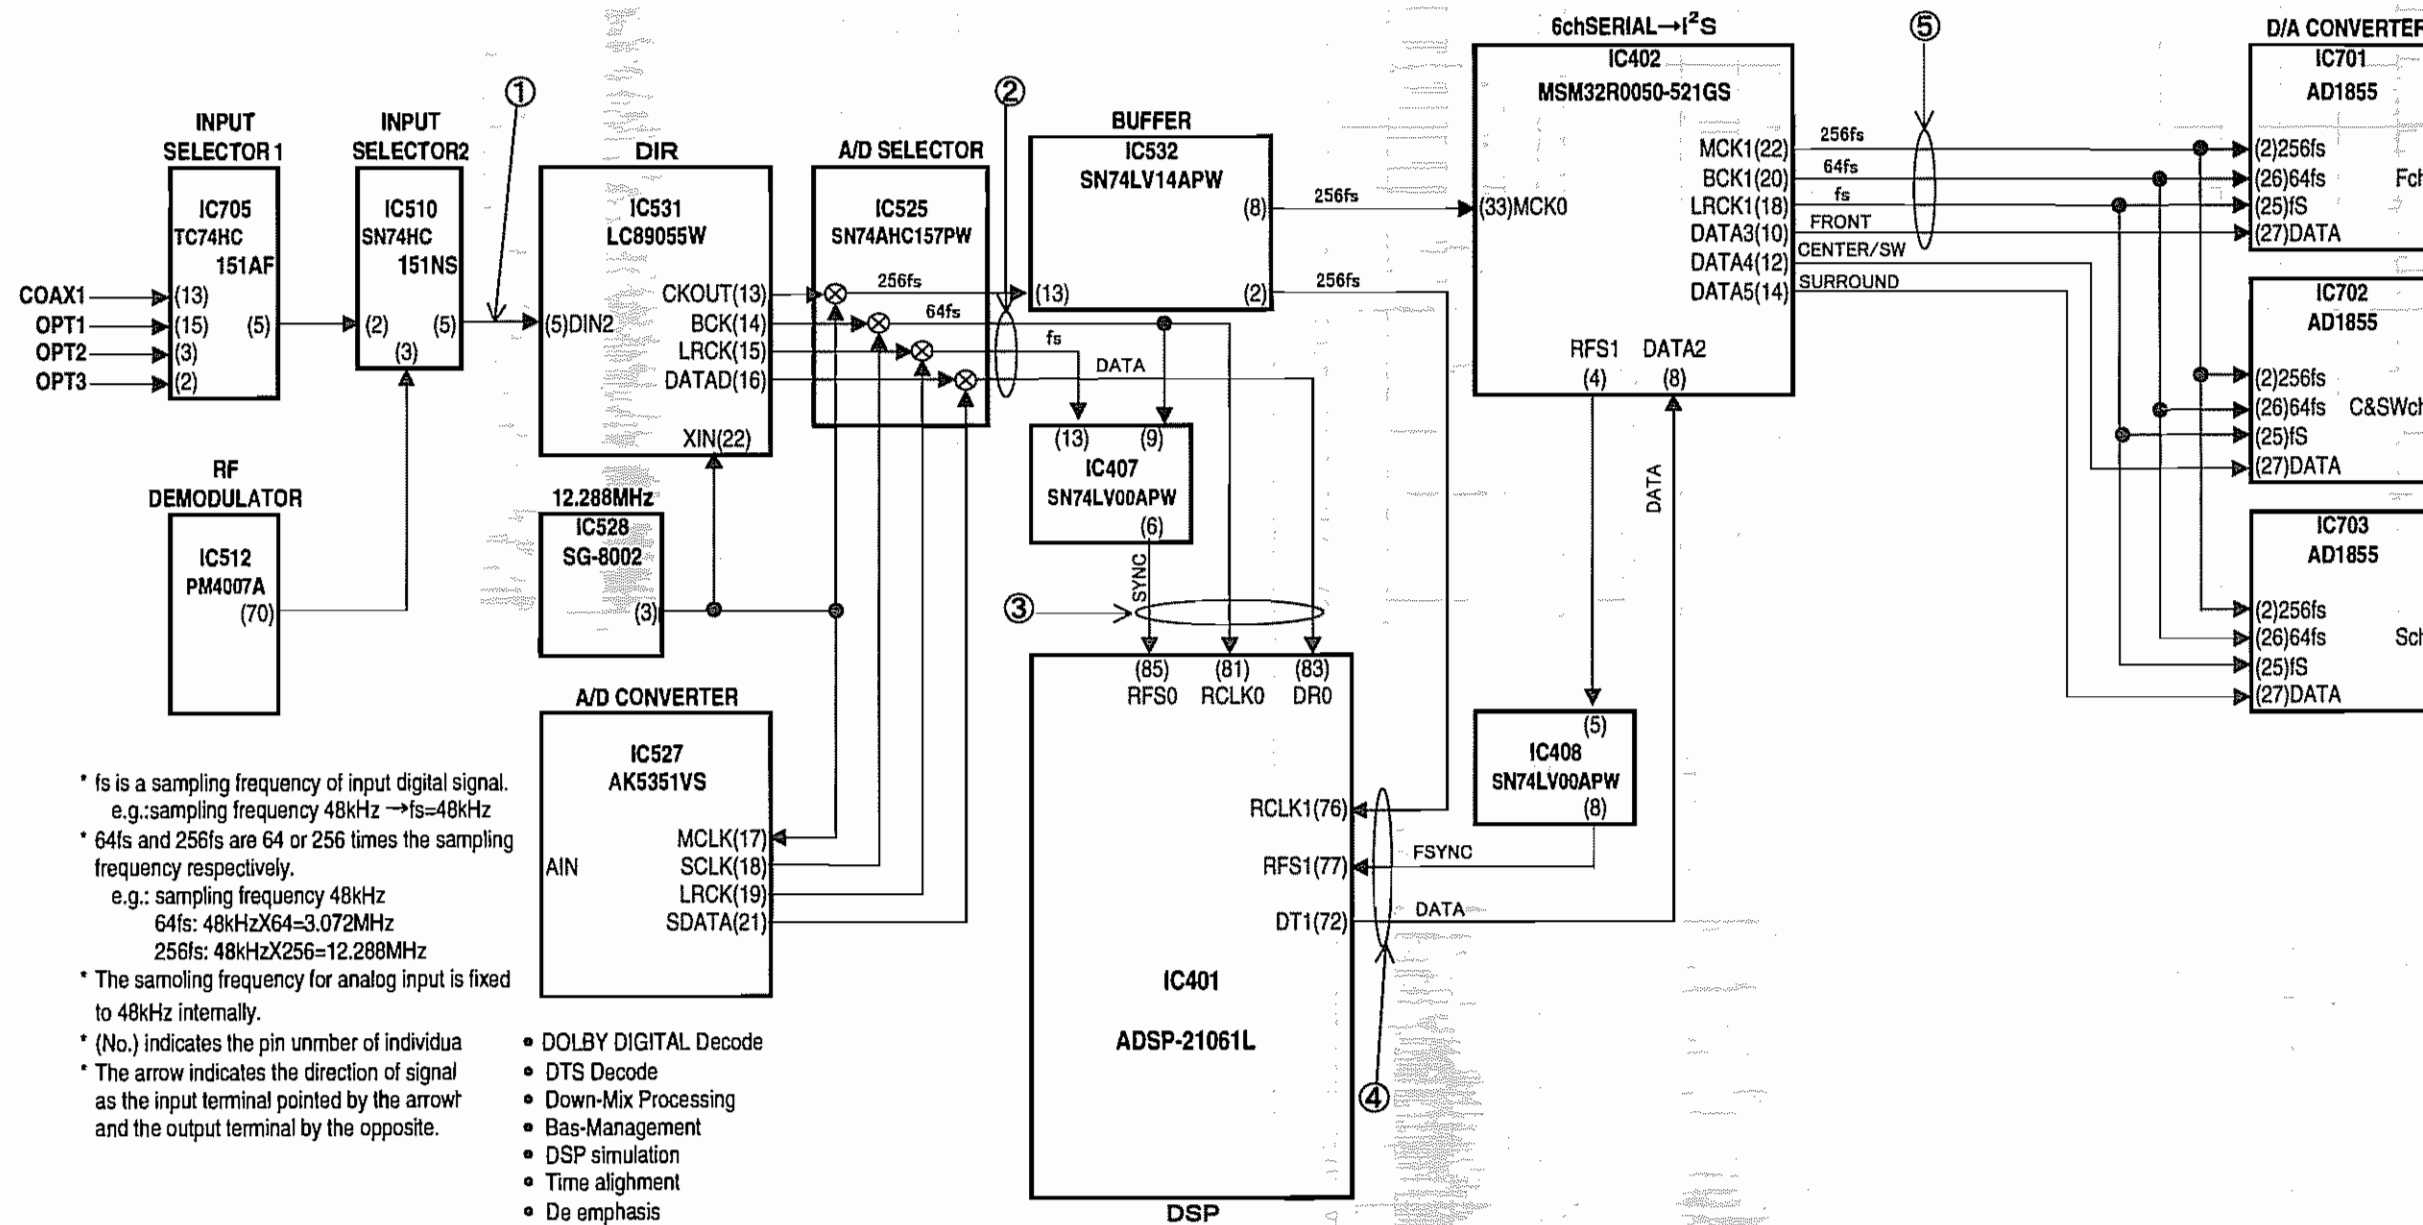 ①
②
⑤
INPUT
SELECTOR 1
IC705
TC74HC
151AF
COAX1
OPT1
OPT2
OPT3
(13)
(15)
(3)
(2)
(5)
INPUT
SELECTOR2
IC510
SN74HC
151NS
(2)
(5)
(3)
RF
DEMODULATOR
IC512
PM4007A
(70)
DIR
IC531
LC89055W
(5)DIN2
CKOUT(13)
BCK(14)
LRCK(15)
DATAD(16)
XIN(22)
12.288MHz
IC528
SG-8002
(3)
A/D CONVERTER
IC527
AK5351VS
AIN
MCLK(17)
SCLK(18)
LRCK(19)
SDATA(21)
A/D SELECTOR
IC525
SN74AHC157PW
256fs
64fs
fs
DATA
BUFFER
IC532
SN74LV14APW
(8)
(13)
(2)
256fs
256fs
(13)
(9)
IC407
SN74LV00APW
(6)
SYNC
③
(85)
(81)
(83)
RFS0
RCLK0
DR0
RCLK1(76)
RFS1(77)
DT1(72)
IC401
ADSP-21061L
DSP
④
FSYNC
DATA
DATA
6chSERIAL→I²S
IC402
MSM32R0050-521GS
(33)MCK0
MCK1(22)
BCK1(20)
LRCK1(18)
DATA3(10)
DATA4(12)
DATA5(14)
RFS1
DATA2
(4)
(8)
IC408
(5)
SN74LV00APW
(8)
256fs
64fs
fs
FRONT
CENTER/SW
SURROUND
D/A CONVERTER
IC701
AD1855
(2)256fs
(26)64fs
Fch
(25)fS
(27)DATA
IC702
AD1855
(2)256fs
(26)64fs
C&SWch
(25)fS
(27)DATA
IC703
AD1855
(2)256fs
(26)64fs
Sch
(25)fS
(27)DATA
* fs is a sampling frequency of input digital signal.
e.g.:sampling frequency 48kHz →fs=48kHz
* 64fs and 256fs are 64 or 256 times the sampling
frequency respectively.
e.g.: sampling frequency 48kHz
64fs: 48kHzX64=3.072MHz
256fs: 48kHzX256=12.288MHz
* The samoling frequency for analog input is fixed
to 48kHz internally.
* (No.) indicates the pin unmber of individua
* The arrow indicates the direction of signal
as the input terminal pointed by the arrowt
and the output terminal by the opposite.
• DOLBY DIGITAL Decode
• DTS Decode
• Down-Mix Processing
• Bas-Management
• DSP simulation
• Time alighment
• De emphasis